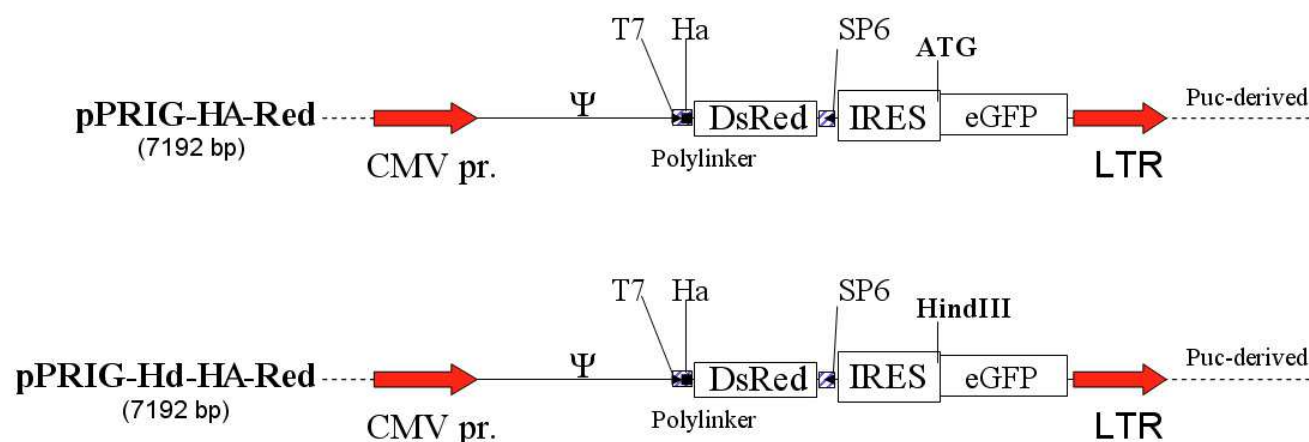 T7 Ha SP6
ATG
pPRIG-HA-Red Ψ DsRed IRES eGFP Puc-derived
(7192 bp)
CMV pr. Polylinker LTR
T7 Ha SP6
HindIII
pPRIG-Hd-HA-Red Ψ DsRed IRES eGFP Puc-derived
(7192 bp)
CMV pr. Polylinker LTR